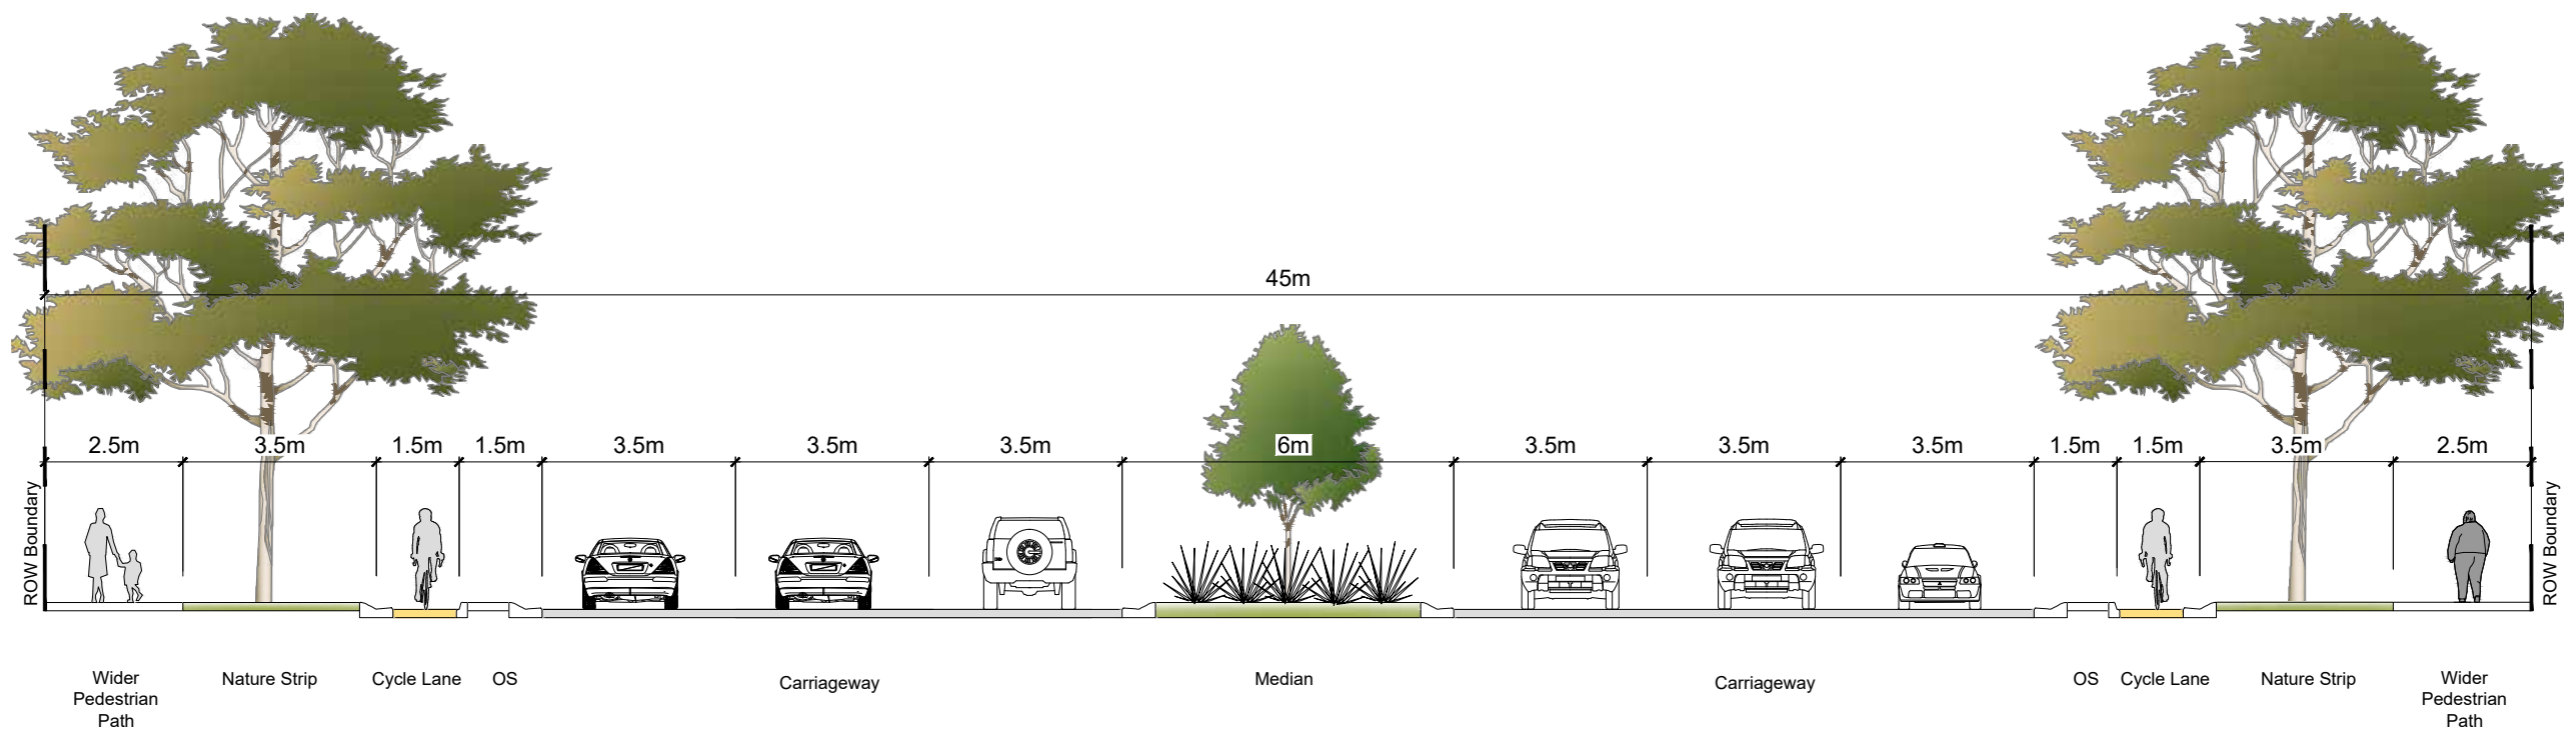 45m
2.5m 3.5m 1.5m 1.5m 3.5m 3.5m 3.5m 6m 3.5m 3.5m 3.5m 1.5m 1.5m 3.5m 2.5m
ROW Boundary
ROW Boundary
Wider
Pedestrian
Path
Nature Strip
Cycle Lane
OS
Carriageway
Median
Carriageway
OS
Cycle Lane
Nature Strip
Wider
Pedestrian
Path